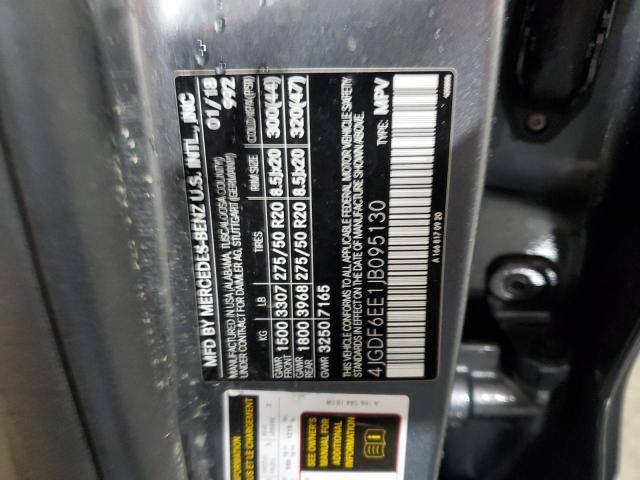 MFD BY MERCEDES-BENZ U.S. INTL., INC
MANUFACTURED IN USA (ALABAMA, TUSCALOOSA COUNTY)
MANUFACTURED UNDER CONTRACT FOR DAIMLER AG, STUTTGART (GERMANY)
01/18
992
KG LB TIRES RIM SIZE COLD INFLA (PSI)
GAWR FRONT 1500 3307 275/50 R20 8.5Jx20 300(44)
GAWR REAR 1800 3968 275/50 R20 8.5Jx20 320(47)
GVWR 3250 7165
THIS VEHICLE CONFORMS TO ALL APPLICABLE FEDERAL MOTOR VEHICLE SAFETY
STANDARDS IN EFFECT ON THE DATE OF MANUFACTURE SHOWN ABOVE.
4JGDF6EE1JB095130 TYPE: MPV
A 166 817 09 20
SEE OWNER'S
MANUAL FOR
ADDITIONAL
INFORMATION